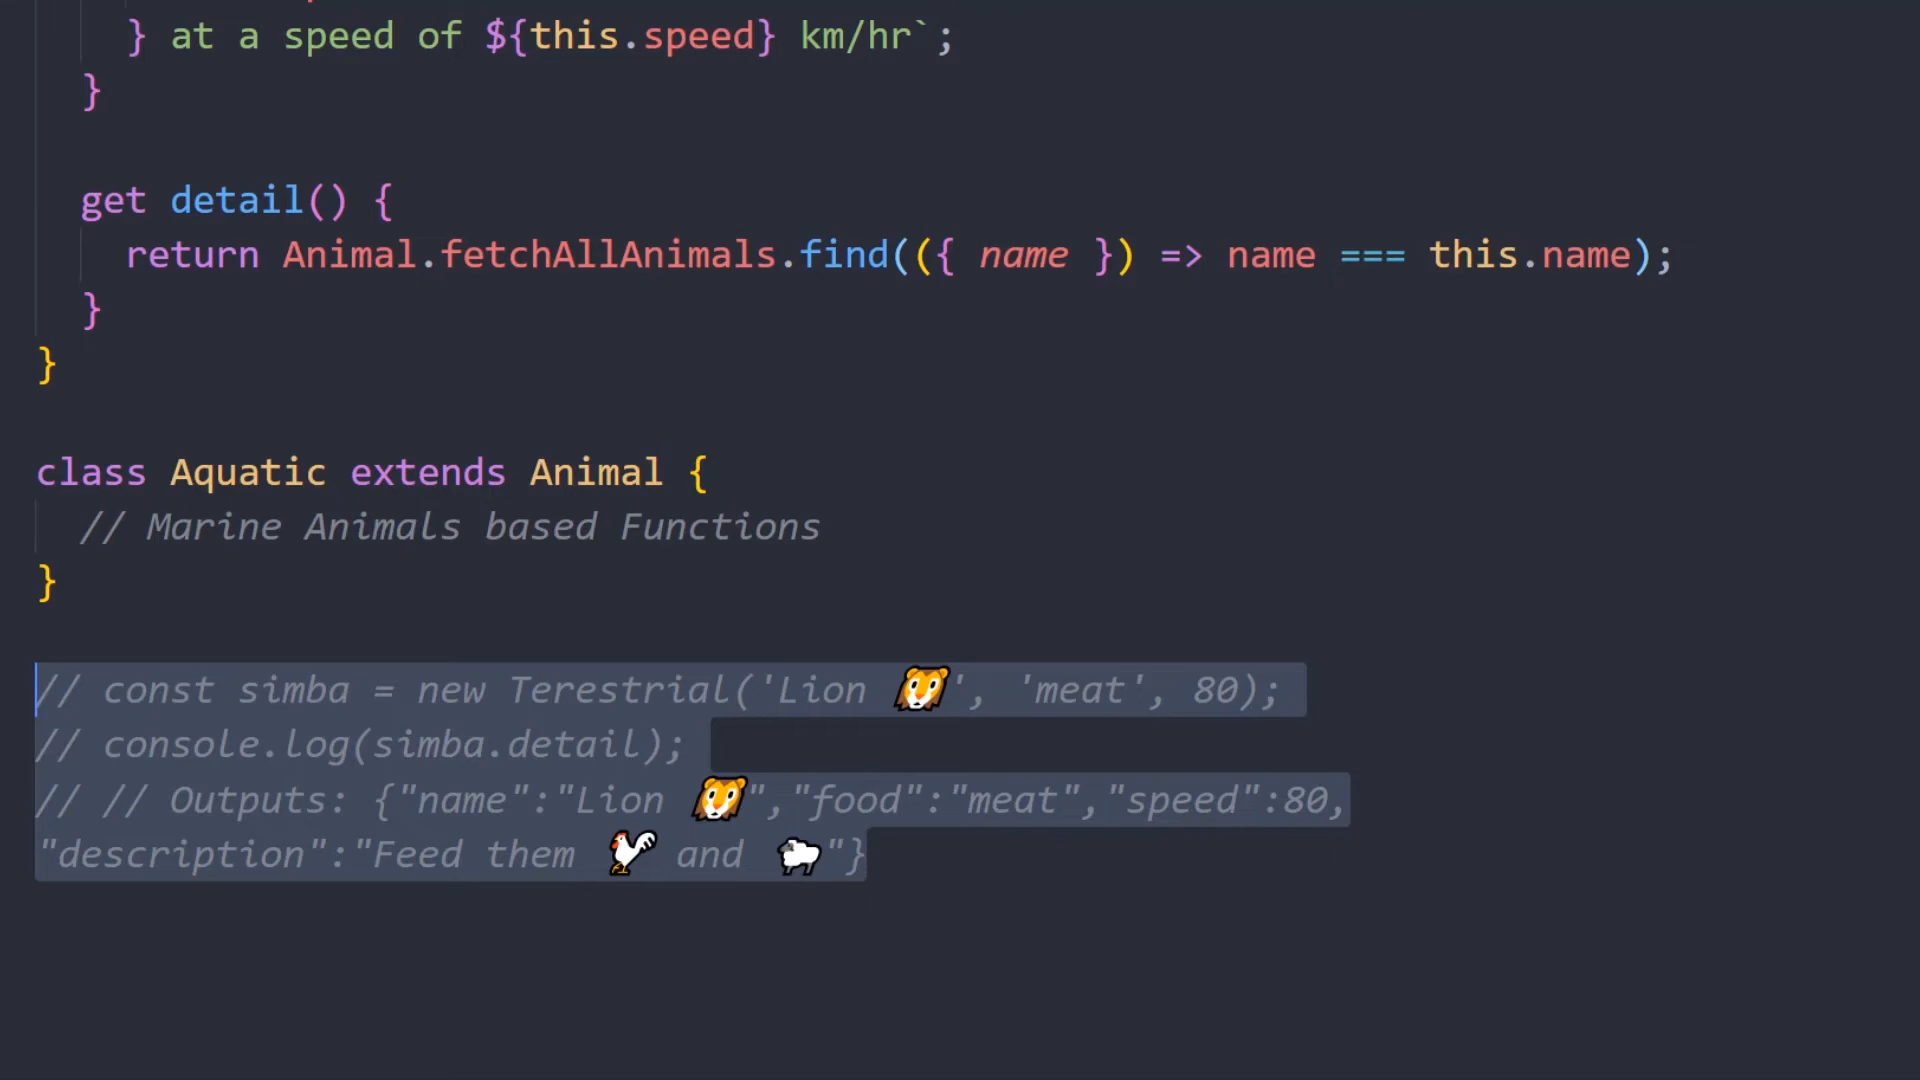 } at a speed of ${this.speed} km/hr`;
}
get detail() {
return Animal.fetchAllAnimals.find(({ name }) => name === this.name);
}
}
class Aquatic extends Animal {
// Marine Animals based Functions
}
// const simba = new Terestrial('Lion 🦁', 'meat', 80);
// console.log(simba.detail);
// // Outputs: {"name":"Lion 🦁","food":"meat","speed":80,
"description":"Feed them 🐓 and 🐑"}